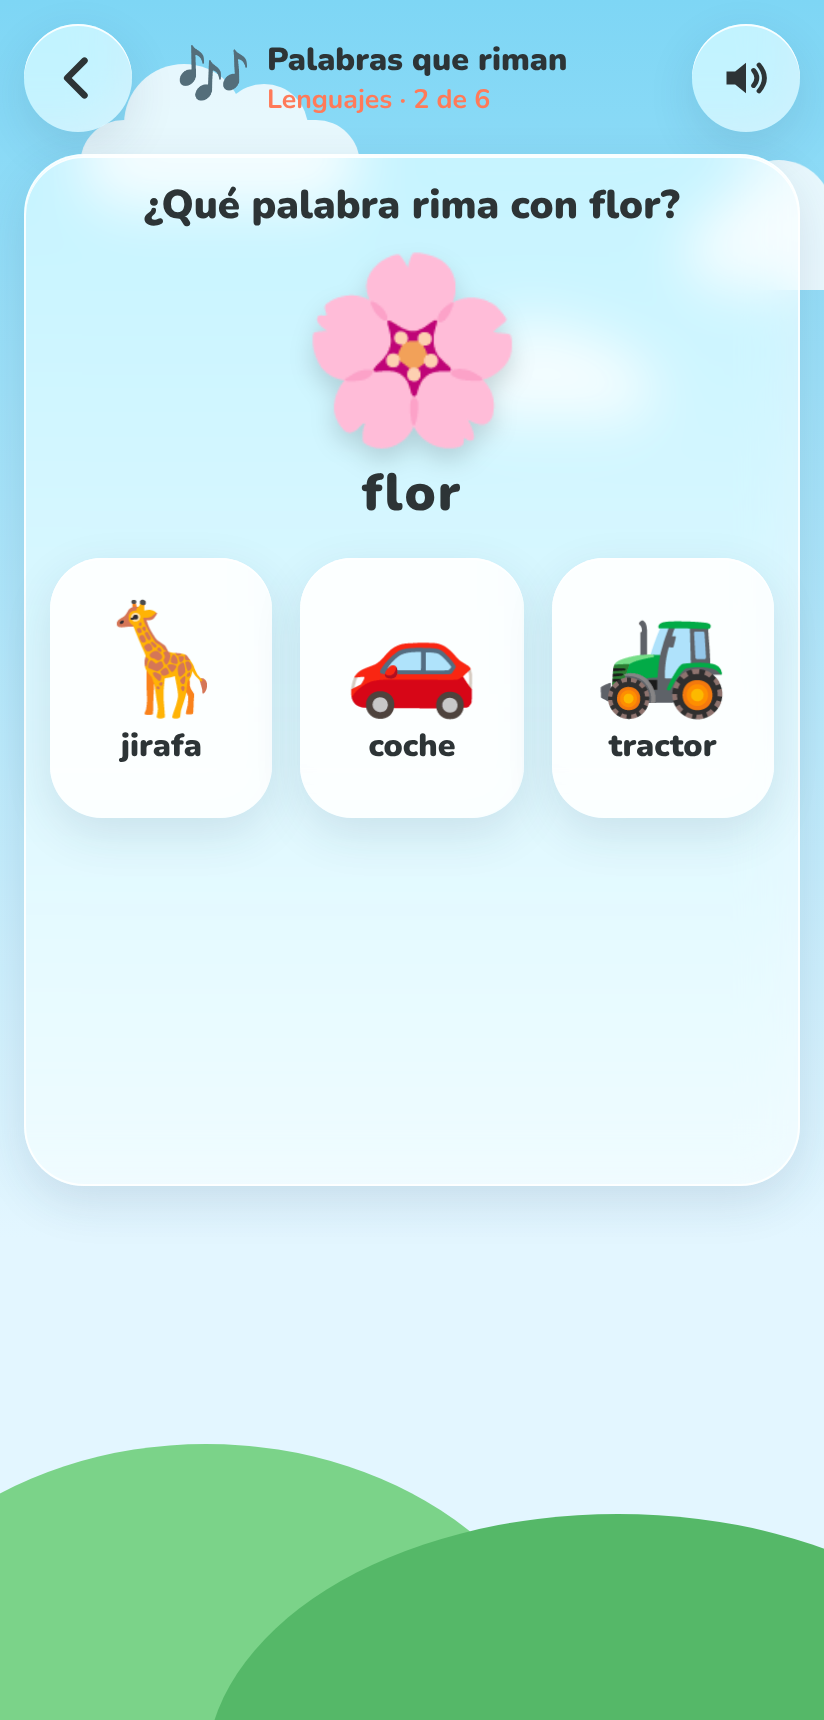 Palabras que riman
Lenguajes · 2 de 6
¿Qué palabra rima con flor?
flor
jirafa
coche
tractor